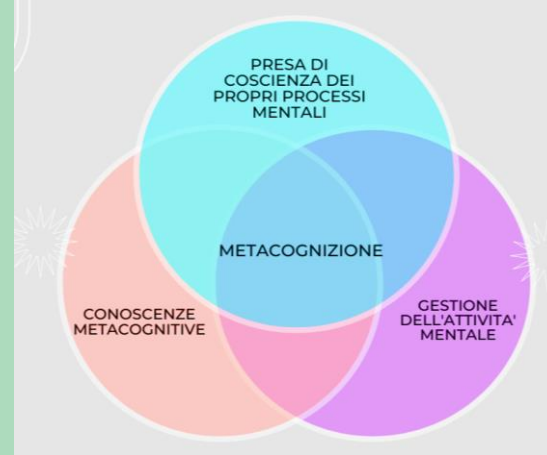 PRESA DI
COSCIENZA DEI
PROPRI PROCESSI
MENTALI
METACOGNIZIONE
CONOSCENZE
METACOGNITIVE
GESTIONE
DELL'ATTIVITA'
MENTALE